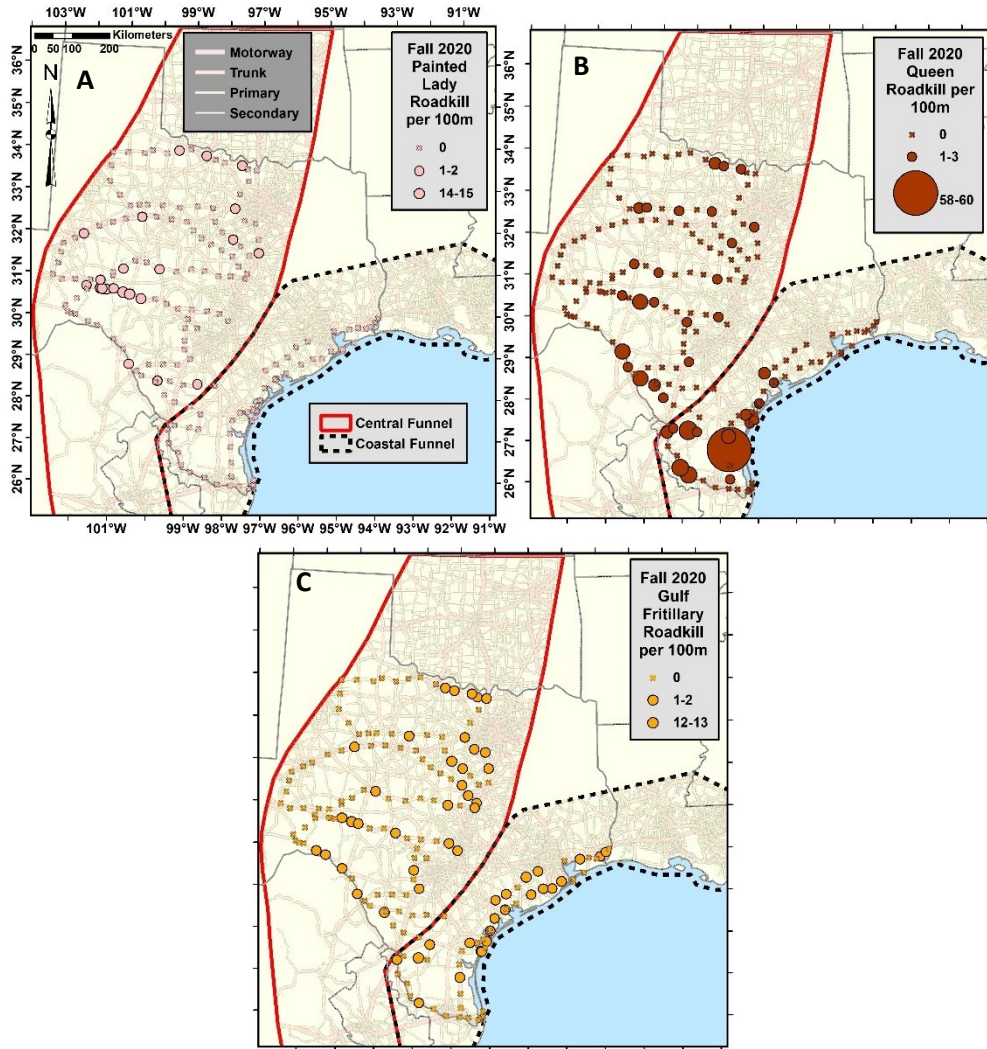 103°W 101°W 99°W 97°W 95°W 93°W 91°W
0 50 100 200 Kilometers
N
A
Motorway
Trunk
Primary
Secondary
Fall 2020
Painted
Lady
Roadkill
per 100m
0
1-2
14-15
36°N
35°N
34°N
33°N
32°N
31°N
30°N
29°N
28°N
27°N
26°N
Central Funnel
Coastal Funnel
101°W 99°W 97°W 96°W 94°W 93°W 91°W
B
Fall 2020
Queen
Roadkill per
100m
0
1-3
58-60
36°N
35°N
34°N
33°N
32°N
31°N
30°N
29°N
28°N
27°N
26°N
C
Fall 2020
Gulf
Fritillary
Roadkill
per 100m
0
1-2
12-13